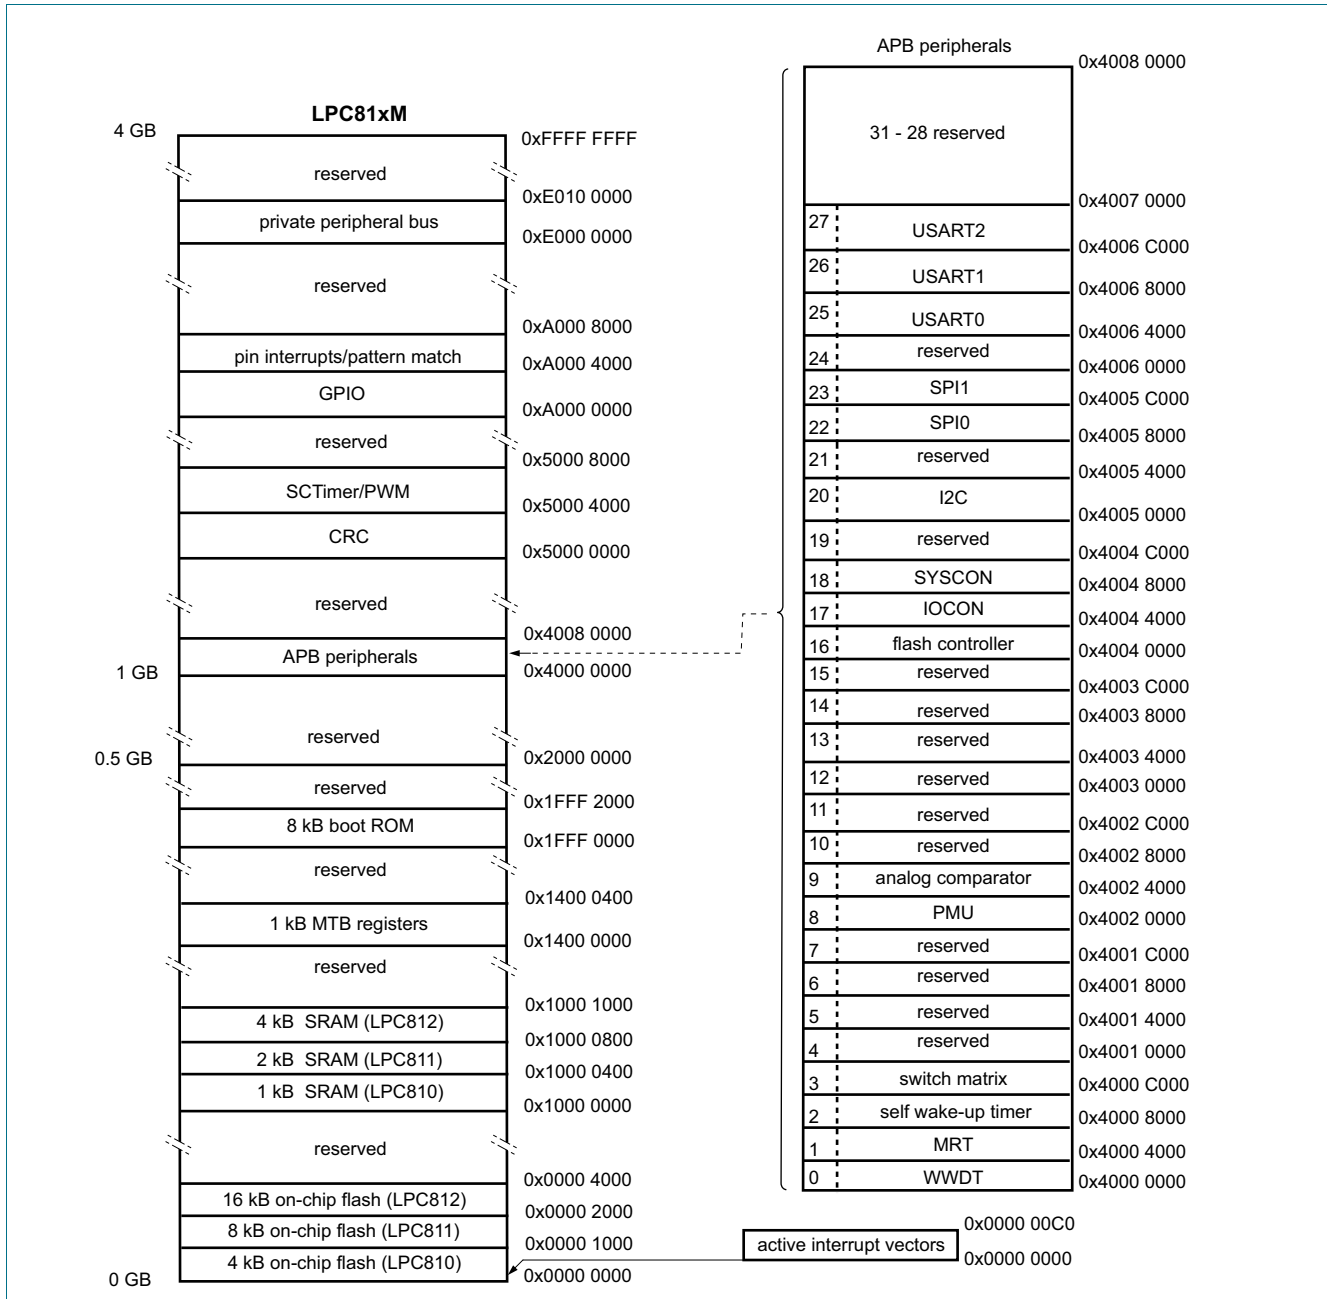 LPC81xM
4 GB
0xFFFF FFFF
reserved
0xE010 0000
private peripheral bus
0xE000 0000
reserved
0xA000 8000
pin interrupts/pattern match
0xA000 4000
GPIO
0xA000 0000
reserved
0x5000 8000
SCTimer/PWM
0x5000 4000
CRC
0x5000 0000
reserved
0x4008 0000
APB peripherals
0x4000 0000
1 GB
reserved
0x2000 0000
0.5 GB
reserved
0x1FFF 2000
8 kB boot ROM
0x1FFF 0000
reserved
0x1400 0400
1 kB MTB registers
0x1400 0000
reserved
0x1000 1000
4 kB SRAM (LPC812)
0x1000 0800
2 kB SRAM (LPC811)
0x1000 0400
1 kB SRAM (LPC810)
0x1000 0000
reserved
0x0000 4000
16 kB on-chip flash (LPC812)
0x0000 2000
8 kB on-chip flash (LPC811)
0x0000 1000
4 kB on-chip flash (LPC810)
0x0000 0000
0 GB
APB peripherals
0x4008 0000
31 - 28 reserved
0x4007 0000
27 USART2
0x4006 C000
26 USART1
0x4006 8000
25 USART0
0x4006 4000
24 reserved
0x4006 0000
23 SPI1
0x4005 C000
22 SPI0
0x4005 8000
21 reserved
0x4005 4000
20 I2C
0x4005 0000
19 reserved
0x4004 C000
18 SYSCON
0x4004 8000
17 IOCON
0x4004 4000
16 flash controller
0x4004 0000
15 reserved
0x4003 C000
14 reserved
0x4003 8000
13 reserved
0x4003 4000
12 reserved
0x4003 0000
11 reserved
0x4002 C000
10 reserved
0x4002 8000
9 analog comparator
0x4002 4000
8 PMU
0x4002 0000
7 reserved
0x4001 C000
6 reserved
0x4001 8000
5 reserved
0x4001 4000
4 reserved
0x4001 0000
3 switch matrix
0x4000 C000
2 self wake-up timer
0x4000 8000
1 MRT
0x4000 4000
0 WWDT
0x4000 0000
0x0000 00C0
active interrupt vectors
0x0000 0000